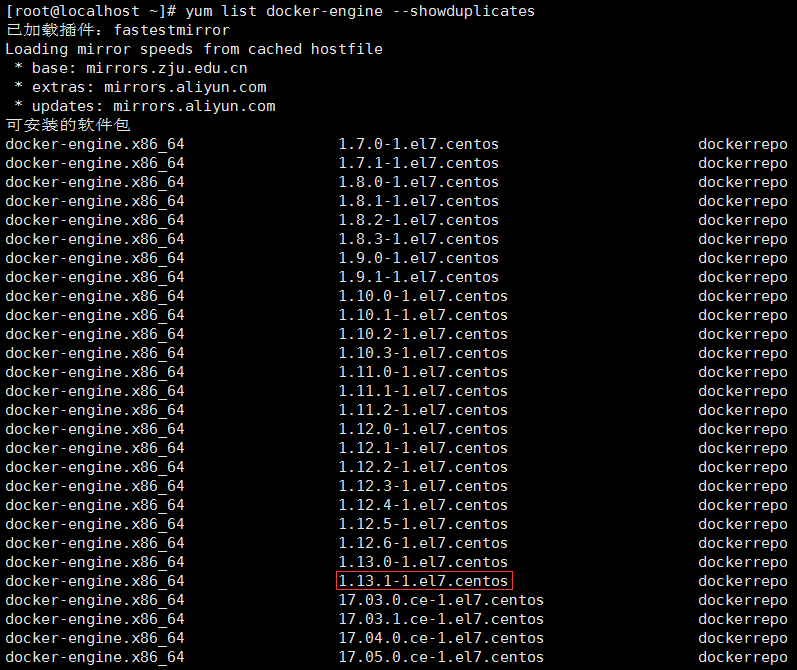 [root@localhost ~]# yum list docker-engine --showduplicates
已加载插件：fastestmirror
Loading mirror speeds from cached hostfile
 * base: mirrors.zju.edu.cn
 * extras: mirrors.aliyun.com
 * updates: mirrors.aliyun.com
可安装的软件包
docker-engine.x86_64 1.7.0-1.el7.centos dockerrepo
docker-engine.x86_64 1.7.1-1.el7.centos dockerrepo
docker-engine.x86_64 1.8.0-1.el7.centos dockerrepo
docker-engine.x86_64 1.8.1-1.el7.centos dockerrepo
docker-engine.x86_64 1.8.2-1.el7.centos dockerrepo
docker-engine.x86_64 1.8.3-1.el7.centos dockerrepo
docker-engine.x86_64 1.9.0-1.el7.centos dockerrepo
docker-engine.x86_64 1.9.1-1.el7.centos dockerrepo
docker-engine.x86_64 1.10.0-1.el7.centos dockerrepo
docker-engine.x86_64 1.10.1-1.el7.centos dockerrepo
docker-engine.x86_64 1.10.2-1.el7.centos dockerrepo
docker-engine.x86_64 1.10.3-1.el7.centos dockerrepo
docker-engine.x86_64 1.11.0-1.el7.centos dockerrepo
docker-engine.x86_64 1.11.1-1.el7.centos dockerrepo
docker-engine.x86_64 1.11.2-1.el7.centos dockerrepo
docker-engine.x86_64 1.12.0-1.el7.centos dockerrepo
docker-engine.x86_64 1.12.1-1.el7.centos dockerrepo
docker-engine.x86_64 1.12.2-1.el7.centos dockerrepo
docker-engine.x86_64 1.12.3-1.el7.centos dockerrepo
docker-engine.x86_64 1.12.4-1.el7.centos dockerrepo
docker-engine.x86_64 1.12.5-1.el7.centos dockerrepo
docker-engine.x86_64 1.12.6-1.el7.centos dockerrepo
docker-engine.x86_64 1.13.0-1.el7.centos dockerrepo
docker-engine.x86_64 1.13.1-1.el7.centos dockerrepo
docker-engine.x86_64 17.03.0.ce-1.el7.centos dockerrepo
docker-engine.x86_64 17.03.1.ce-1.el7.centos dockerrepo
docker-engine.x86_64 17.04.0.ce-1.el7.centos dockerrepo
docker-engine.x86_64 17.05.0.ce-1.el7.centos dockerrepo